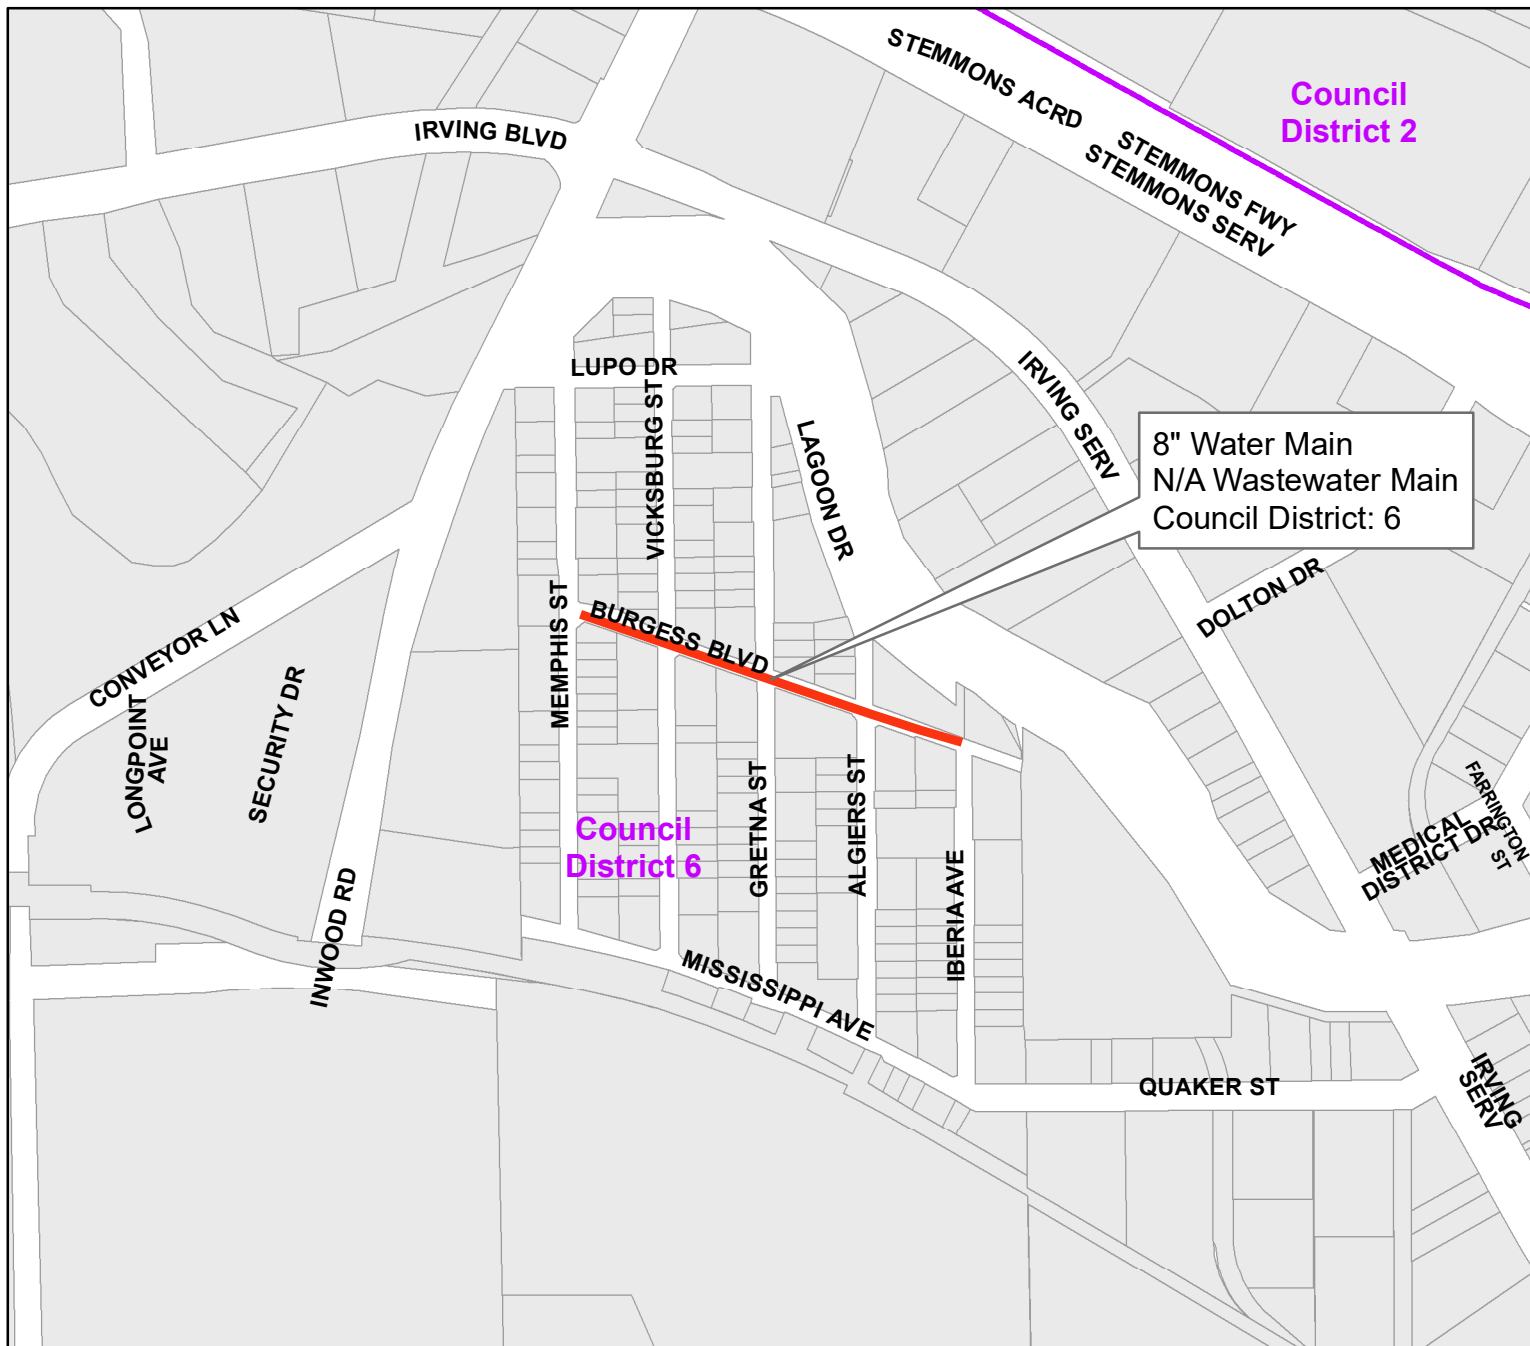 STEMMONS ACRD
Council
District 2
IRVING BLVD
STEMMONS FWY
STEMMONS SERV
LUPO DR
VICKSBURG ST
IRVING SERV
LAGOON DR
8" Water Main
N/A Wastewater Main
Council District: 6
DOLTON DR
MEMPHIS ST
BURGESS BLVD
CONVEYOR LN
LONGPOINT
AVE
SECURITY DR
GRETNA ST
ALGIERS ST
FARRINGTON
ST
MEDICAL
DISTRICT DR
Council
District 6
IBERIA AVE
INWOOD RD
MISSISSIPPI AVE
QUAKER ST
IRVING
SERV